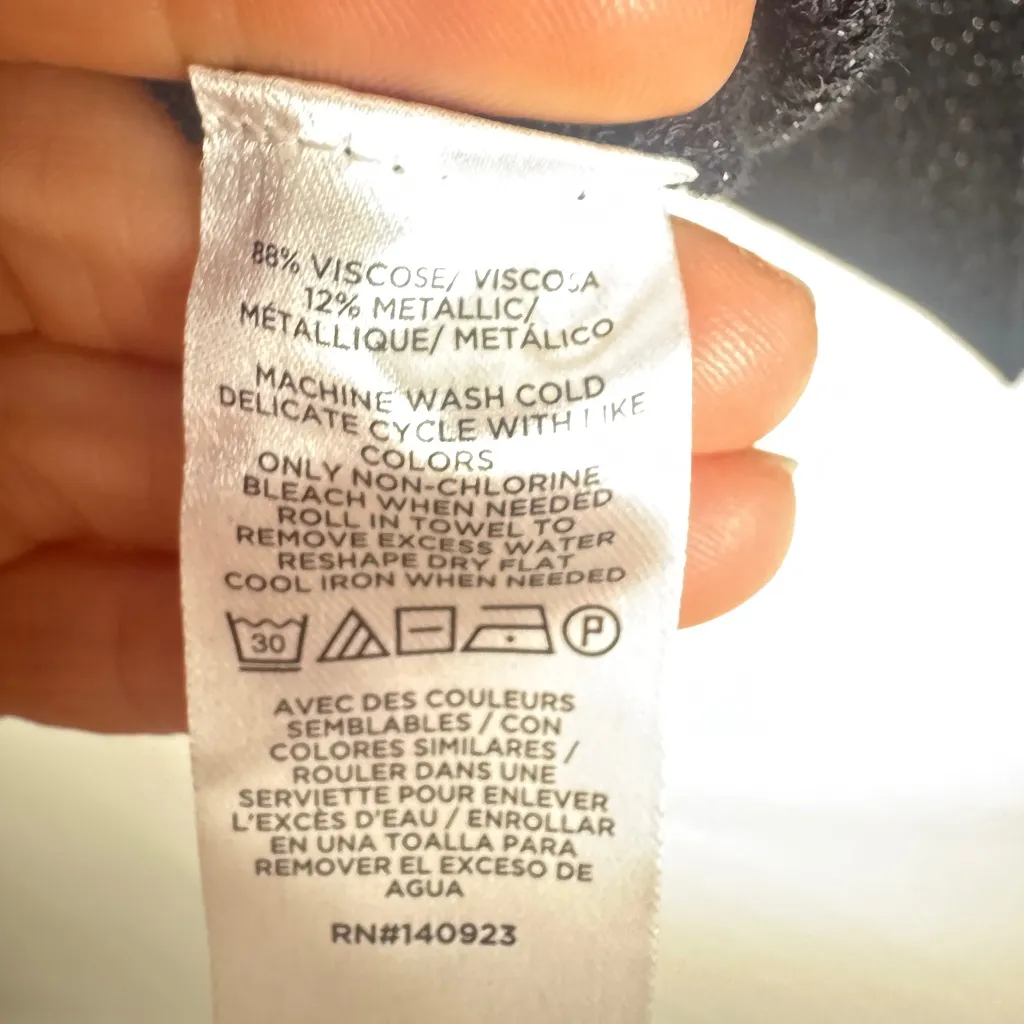 88% VISCOSE/ VISCOSA
12% METALLIC/
MÉTALLIQUE/ METÁLICO
MACHINE WASH COLD
DELICATE CYCLE WITH LIKE
COLORS
ONLY NON-CHLORINE
BLEACH WHEN NEEDED
ROLL IN TOWEL TO
REMOVE EXCESS WATER
RESHAPE DRY FLAT
COOL IRON WHEN NEEDED
30 P
AVEC DES COULEURS
SEMBLABLES / CON
COLORES SIMILARES /
ROULER DANS UNE
SERVIETTE POUR ENLEVER
L'EXCÈS D'EAU / ENROLLAR
EN UNA TOALLA PARA
REMOVER EL EXCESO DE
AGUA
RN#140923